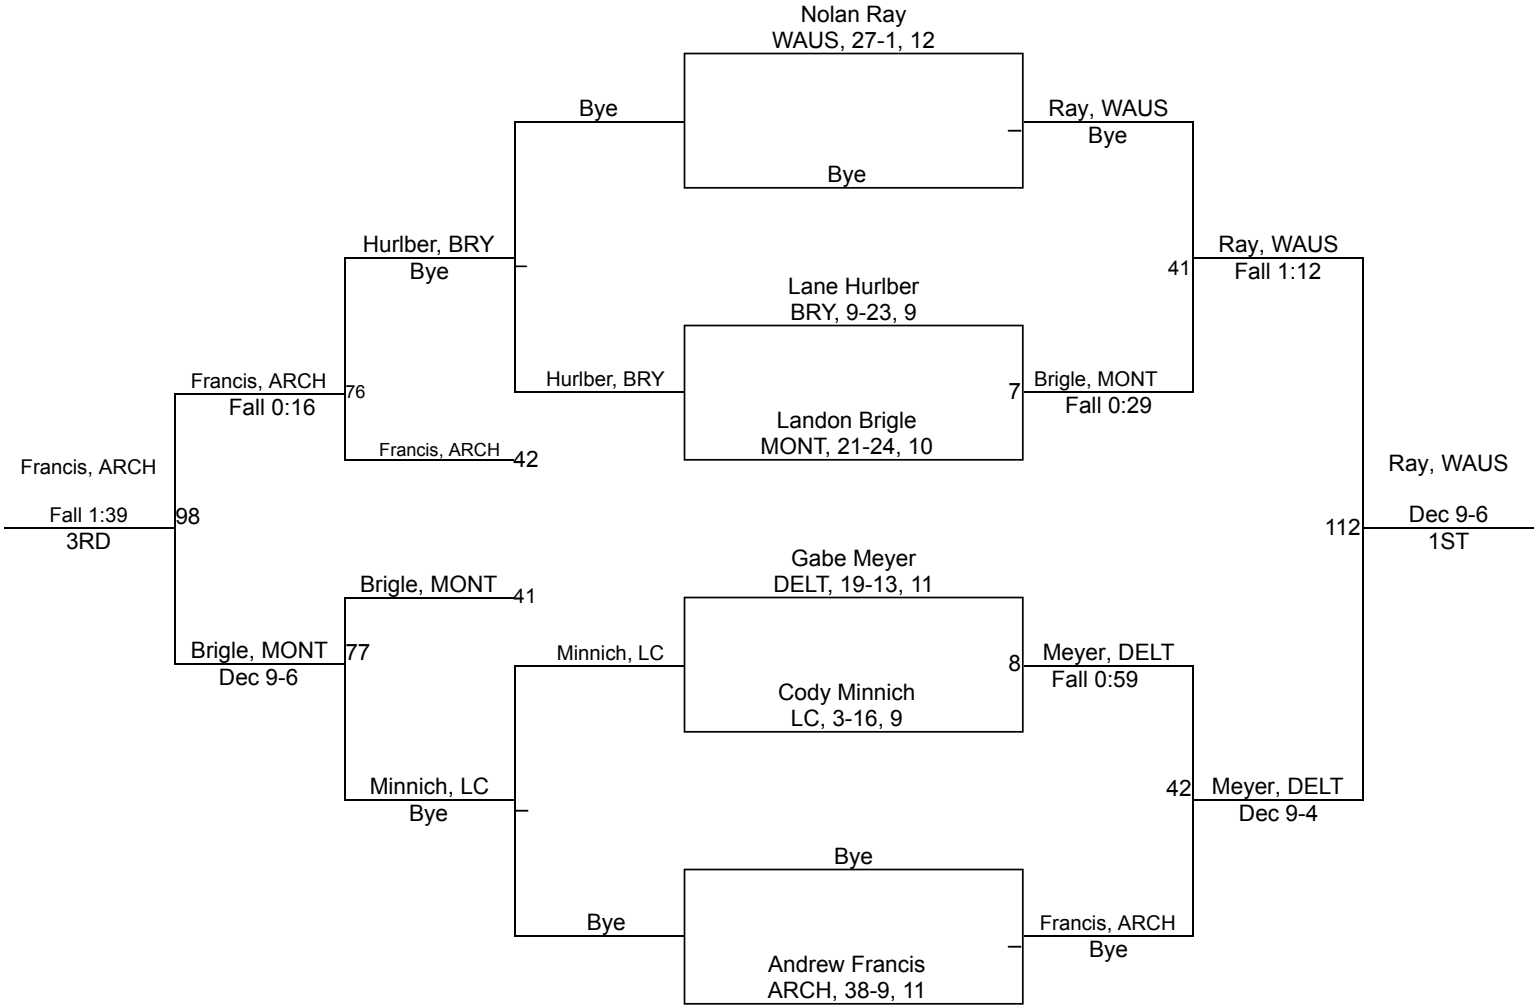 Nolan Ray
WAUS, 27-1, 12
Bye
Ray, WAUS
Bye
Bye
Hurlber, BRY
Bye
Ray, WAUS
Fall 1:12
41
Lane Hurlber
BRY, 9-23, 9
Francis, ARCH
Fall 0:16
76
Hurlber, BRY
7
Brigle, MONT
Fall 0:29
Landon Brigle
MONT, 21-24, 10
Francis, ARCH
42
Francis, ARCH
Fall 1:39
3RD
98
Ray, WAUS
112
Dec 9-6
1ST
Gabe Meyer
DELT, 19-13, 11
Brigle, MONT
41
Brigle, MONT
Dec 9-6
77
Minnich, LC
8
Meyer, DELT
Fall 0:59
Cody Minnich
LC, 3-16, 9
Minnich, LC
Bye
42
Meyer, DELT
Dec 9-4
Bye
Bye
Francis, ARCH
Bye
Andrew Francis
ARCH, 38-9, 11